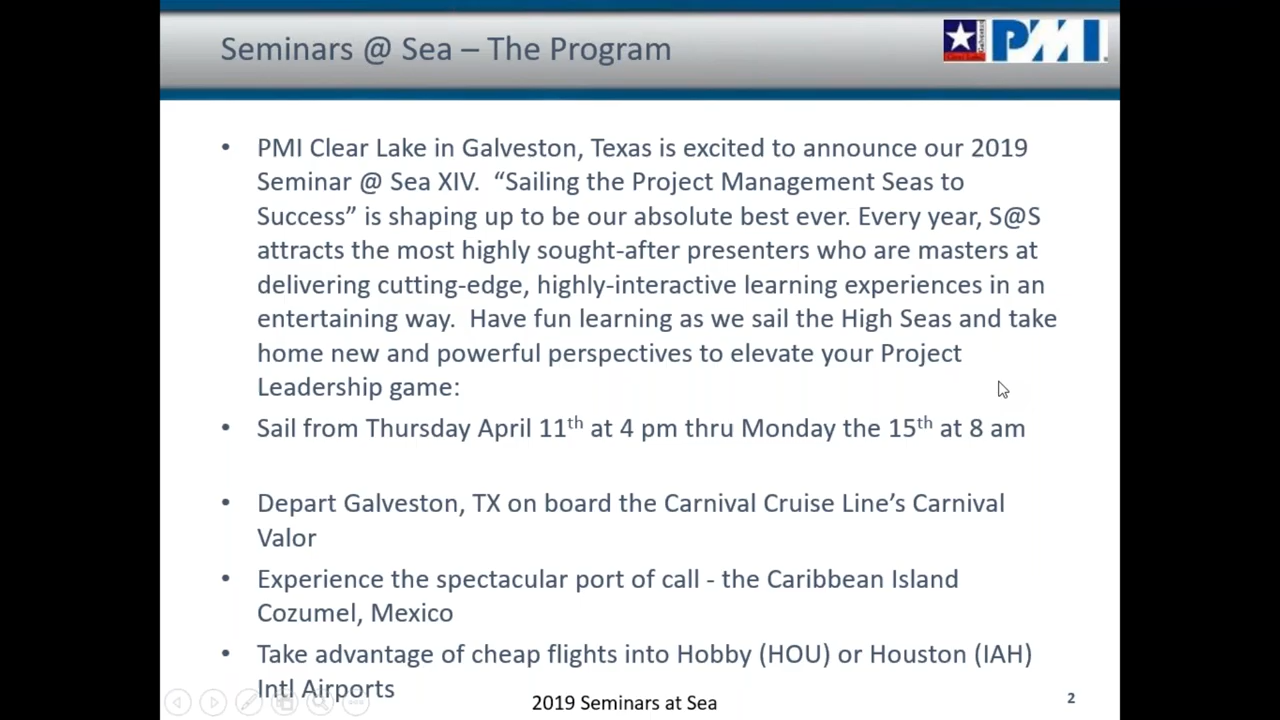 Seminars @ Sea – The Program
PMI
• PMI Clear Lake in Galveston, Texas is excited to announce our 2019
Seminar @ Sea XIV. “Sailing the Project Management Seas to
Success” is shaping up to be our absolute best ever. Every year, S@S
attracts the most highly sought-after presenters who are masters at
delivering cutting-edge, highly-interactive learning experiences in an
entertaining way. Have fun learning as we sail the High Seas and take
home new and powerful perspectives to elevate your Project
Leadership game:
• Sail from Thursday April 11th at 4 pm thru Monday the 15th at 8 am
• Depart Galveston, TX on board the Carnival Cruise Line’s Carnival
Valor
• Experience the spectacular port of call - the Caribbean Island
Cozumel, Mexico
• Take advantage of cheap flights into Hobby (HOU) or Houston (IAH)
Intl Airports
2019 Seminars at Sea
2